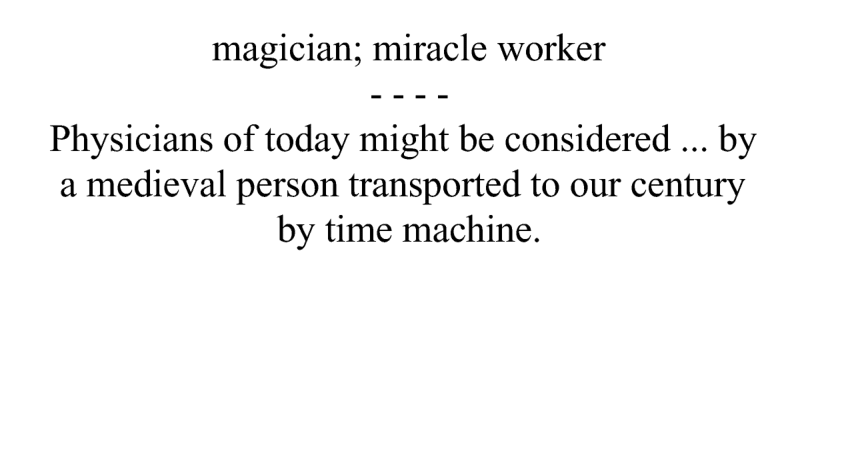 magician; miracle worker
- - - -
Physicians of today might be considered ... by
a medieval person transported to our century
by time machine.